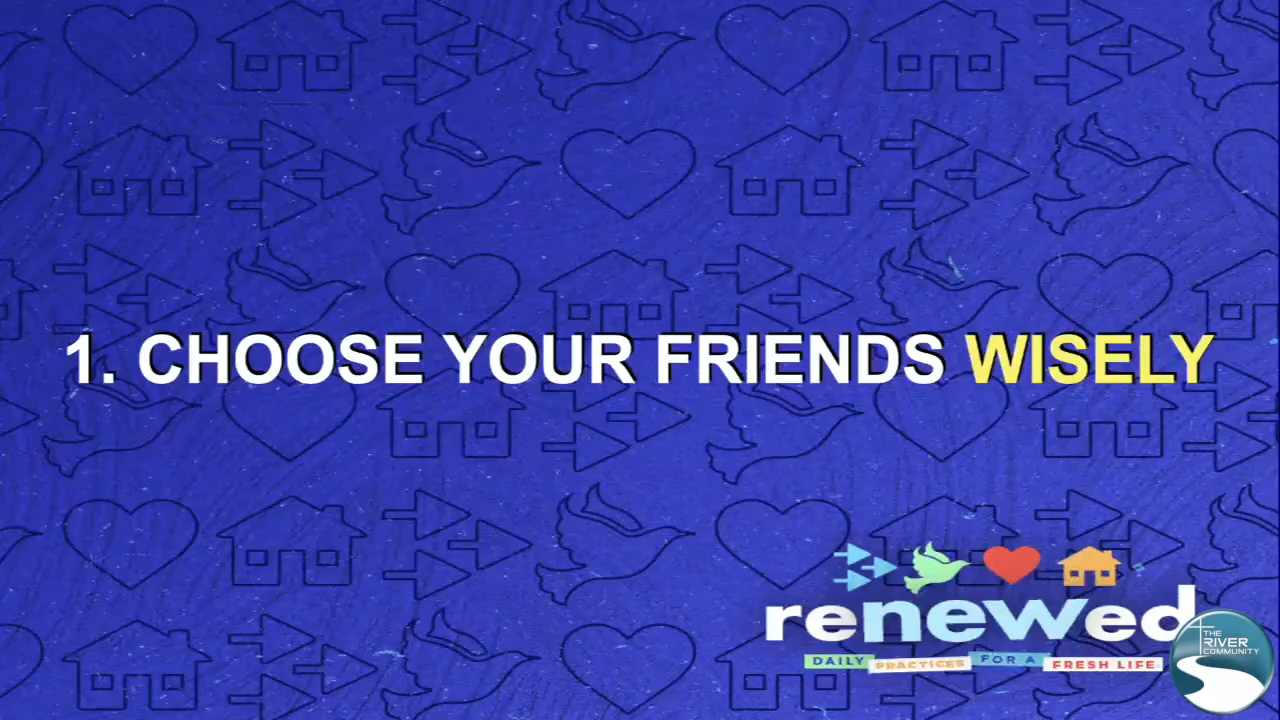 1. CHOOSE YOUR FRIENDS WISELY
renewed
DAILY PRACTICES FOR A FRESH LIFE
THE
RIVER
COMMUNITY